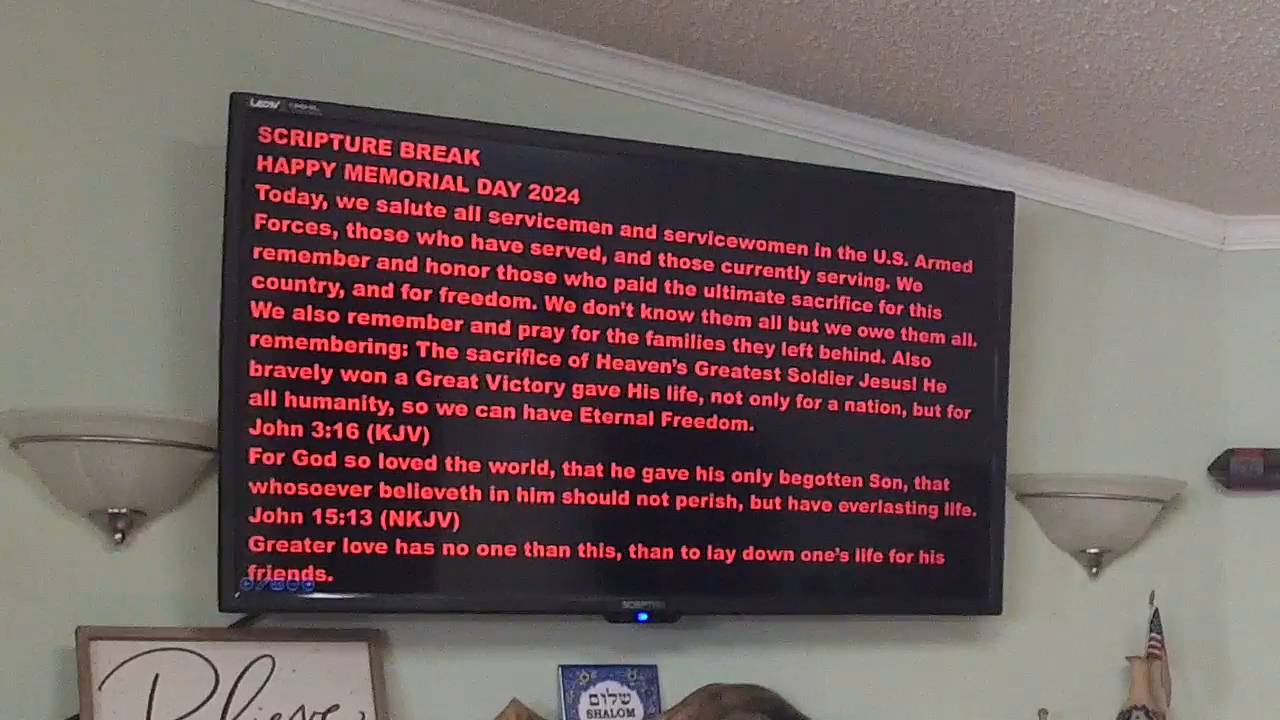 SCRIPTURE BREAK
HAPPY MEMORIAL DAY 2024
Today, we salute all servicemen and servicewomen in the U.S. Armed
Forces, those who have served, and those currently serving. We
remember and honor those who paid the ultimate sacrifice for this
country, and for freedom. We don't know them all but we owe them all.
We also remember and pray for the families they left behind. Also
remembering: The sacrifice of Heaven's Greatest Soldier Jesus! He
bravely won a Great Victory gave His life, not only for a nation, but for
all humanity, so we can have Eternal Freedom.
John 3:16 (KJV)
For God so loved the world, that he gave his only begotten Son, that
whosoever believeth in him should not perish, but have everlasting life.
John 15:13 (NKJV)
Greater love has no one than this, than to lay down one's life for his
friends.
SCEPTRE
שלום
SHALOM